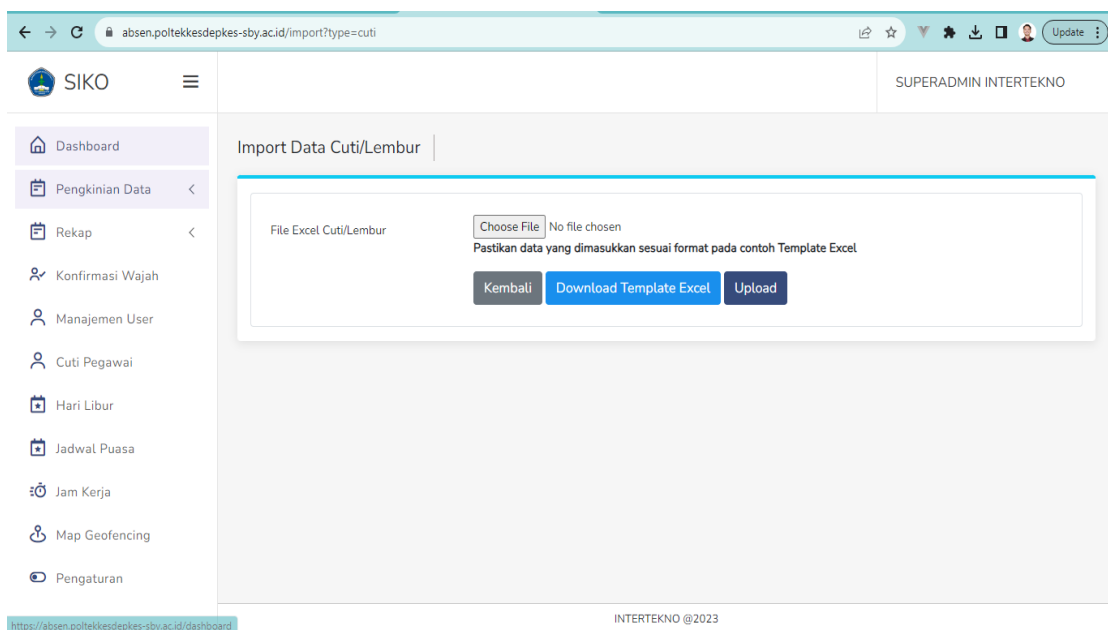 absen.poltekkesdepkes-sby.ac.id/import?type=cuti
Update
SIKO
SUPERADMIN INTERTEKNO
Dashboard
Import Data Cuti/Lembur
Pengkinian Data
Rekap
File Excel Cuti/Lembur
Choose File No file chosen
Pastikan data yang dimasukkan sesuai format pada contoh Template Excel
Konfirmasi Wajah
Kembali Download Template Excel Upload
Manajemen User
Cuti Pegawai
Hari Libur
Jadwal Puasa
Jam Kerja
Map Geofencing
Pengaturan
INTERTEKNO @2023
https://absen.poltekkesdepkes-sby.ac.id/dashboard